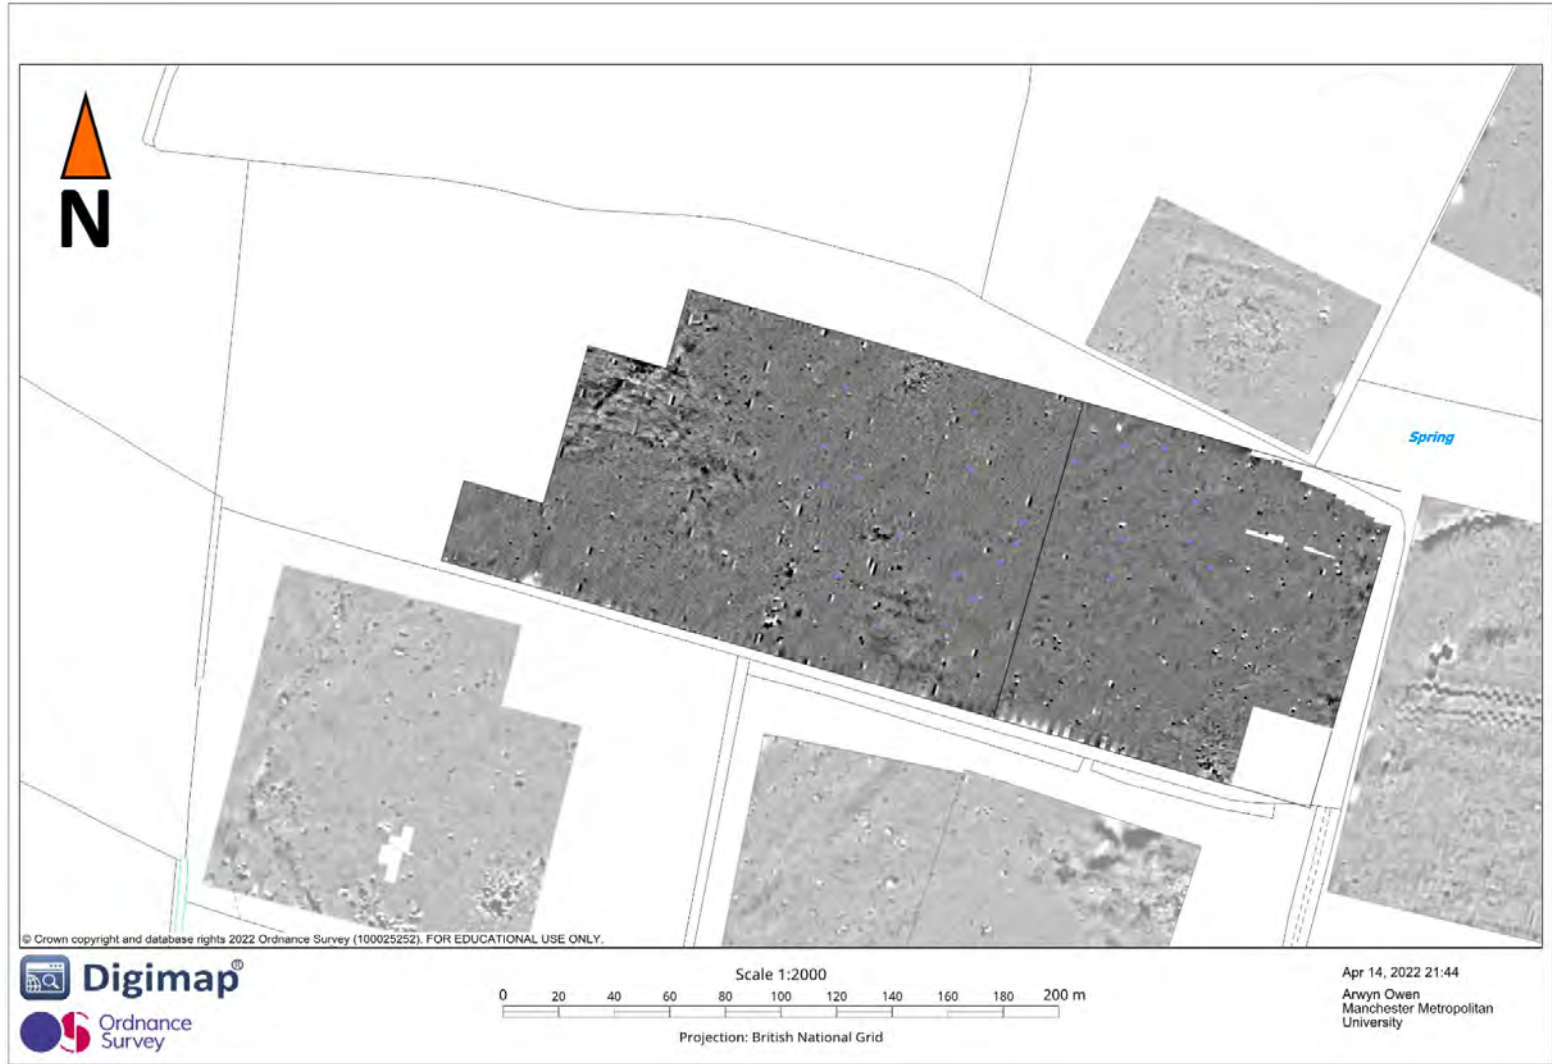 N
Spring
© Crown copyright and database rights 2022 Ordnance Survey (100025252). FOR EDUCATIONAL USE ONLY.
Digimap®
Ordnance
Survey
Scale 1:2000
0 20 40 60 80 100 120 140 160 180 200 m
Projection: British National Grid
Apr 14, 2022 21:44
Arwyn Owen
Manchester Metropolitan
University